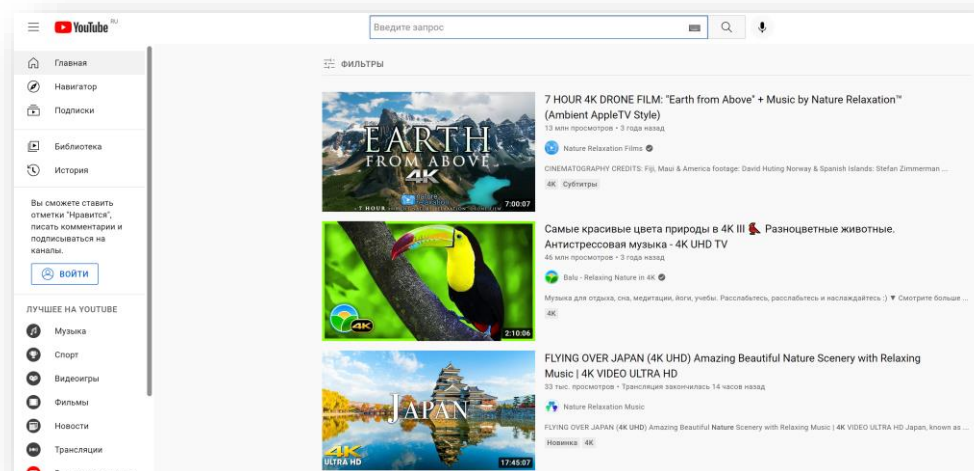 YouTube RU
Введите запрос
Главная
Навигатор
Подписки
Библиотека
История
Вы сможете ставить
отметки "Нравится",
писать комментарии и
подписываться на
каналы.
ВОЙТИ
ЛУЧШЕЕ НА YOUTUBE
Музыка
Спорт
Видеоигры
Фильмы
Новости
Трансляции
ФИЛЬТРЫ
EARTH
FROM ABOVE
4K
7:00:07
7 HOUR 4K DRONE FILM: "Earth from Above" + Music by Nature Relaxation™
(Ambient AppleTV Style)
13 млн просмотров • 3 года назад
Nature Relaxation Films
CINEMATOGRAPHY CREDITS: Fiji, Maui & America footage: David Huting Norway & Spanish Islands: Stefan Zimmerman ...
4K Субтитры
4K
2:10:06
Самые красивые цвета природы в 4K III 🦜 Разноцветные животные.
Антистрессовая музыка - 4K UHD TV
46 млн просмотров • 3 года назад
Balu - Relaxing Nature in 4K
Музыка для отдыха, сна, медитации, йоги, учебы. Расслабьтесь, расслабьтесь и наслаждайтесь :) ▼ Смотрите больше ...
4K
JAPAN
4K
ULTRA HD
17:45:07
FLYING OVER JAPAN (4K UHD) Amazing Beautiful Nature Scenery with Relaxing
Music | 4K VIDEO ULTRA HD
33 тыс. просмотров • Трансляция закончилась 14 часов назад
Nature Relaxation Music
FLYING OVER JAPAN (4K UHD) Amazing Beautiful Nature Scenery with Relaxing Music | 4K VIDEO ULTRA HD Japan, known as ...
Новинка 4K